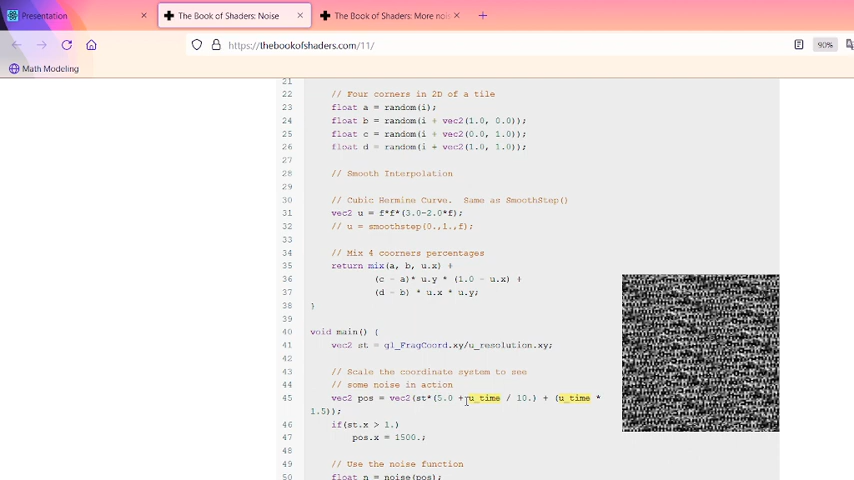 Presentation
The Book of Shaders: Noise
The Book of Shaders: More nois
https://thebookofshaders.com/11/
90%
Math Modeling
21
22 // Four corners in 2D of a tile
23 float a = random(i);
24 float b = random(i + vec2(1.0, 0.0));
25 float c = random(i + vec2(0.0, 1.0));
26 float d = random(i + vec2(1.0, 1.0));
27
28 // Smooth Interpolation
29
30 // Cubic Hermine Curve.  Same as SmoothStep()
31 vec2 u = f*f*(3.0-2.0*f);
32 // u = smoothstep(0.,1.,f);
33
34 // Mix 4 coorners percentages
35 return mix(a, b, u.x) +
36 (c - a)* u.y * (1.0 - u.x) +
37 (d - b) * u.x * u.y;
38 }
39
40 void main() {
41 vec2 st = gl_FragCoord.xy/u_resolution.xy;
42
43 // Scale the coordinate system to see
44 // some noise in action
45 vec2 pos = vec2(st*(5.0 + u_time / 10.) + (u_time *
1.5));
46 if(st.x > 1.)
47 pos.x = 1500.;
48
49 // Use the noise function
50 float n = noise(pos);